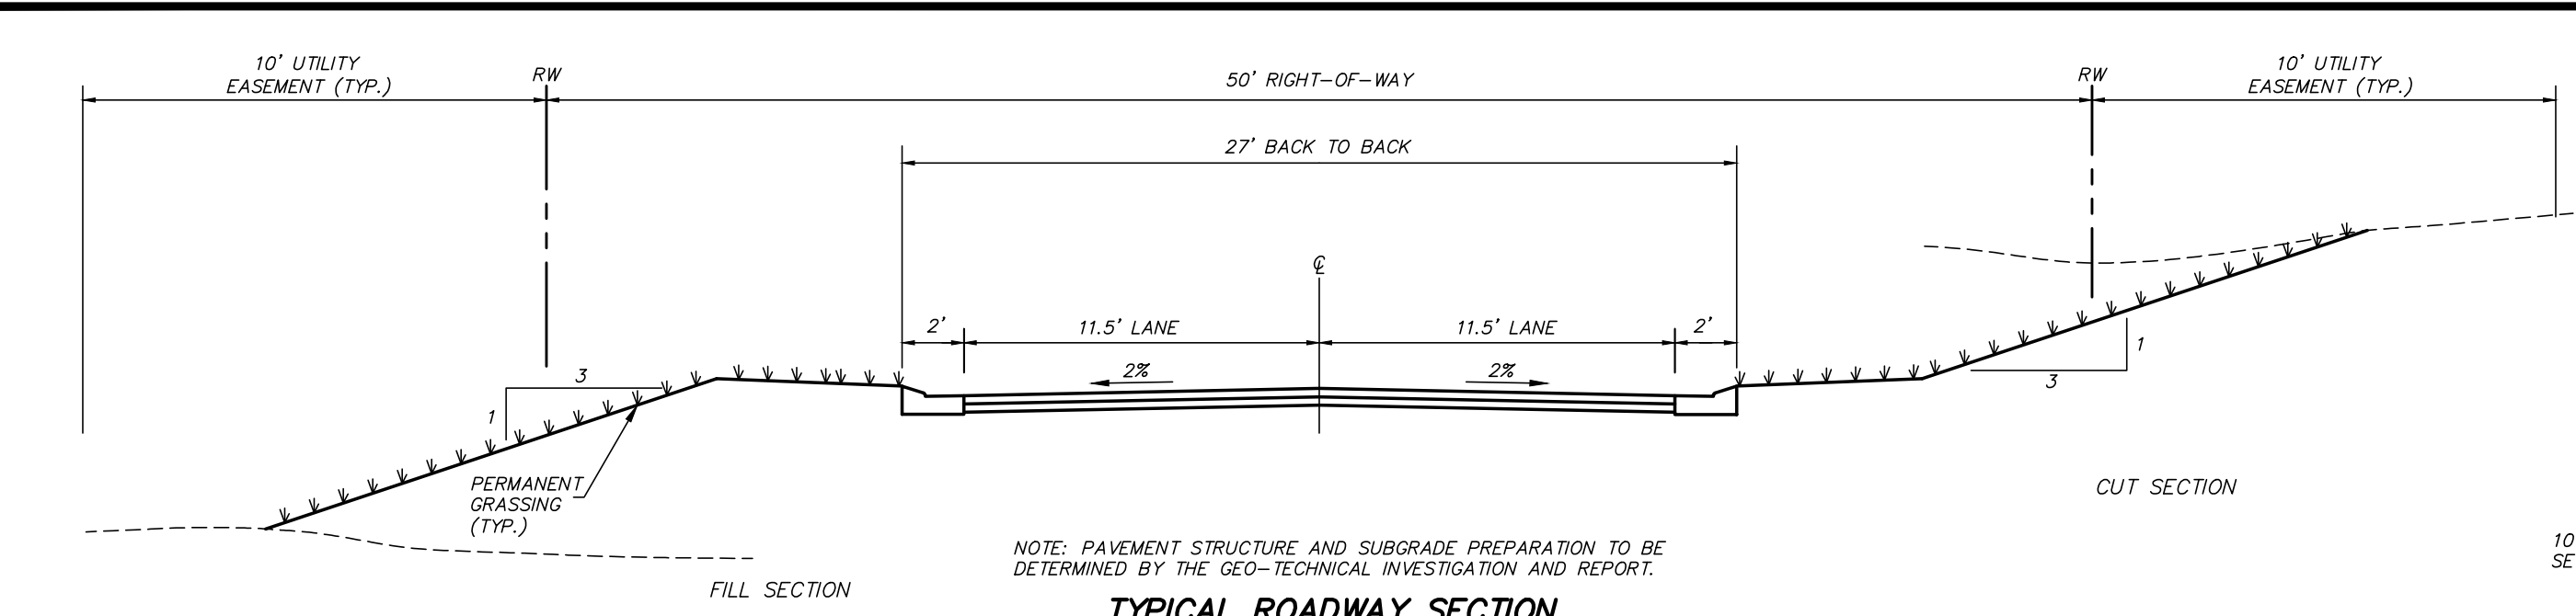 10' UTILITY
EASEMENT (TYP.)
RW
50' RIGHT-OF-WAY
RW
10' UTILITY
EASEMENT (TYP.)
27' BACK TO BACK
℄
2'
11.5' LANE
11.5' LANE
2'
2%
2%
3
1
1
3
PERMANENT
GRASSING
(TYP.)
CUT SECTION
NOTE: PAVEMENT STRUCTURE AND SUBGRADE PREPARATION TO BE
DETERMINED BY THE GEO-TECHNICAL INVESTIGATION AND REPORT.
10
SE
FILL SECTION
TYPICAL ROADWAY SECTION